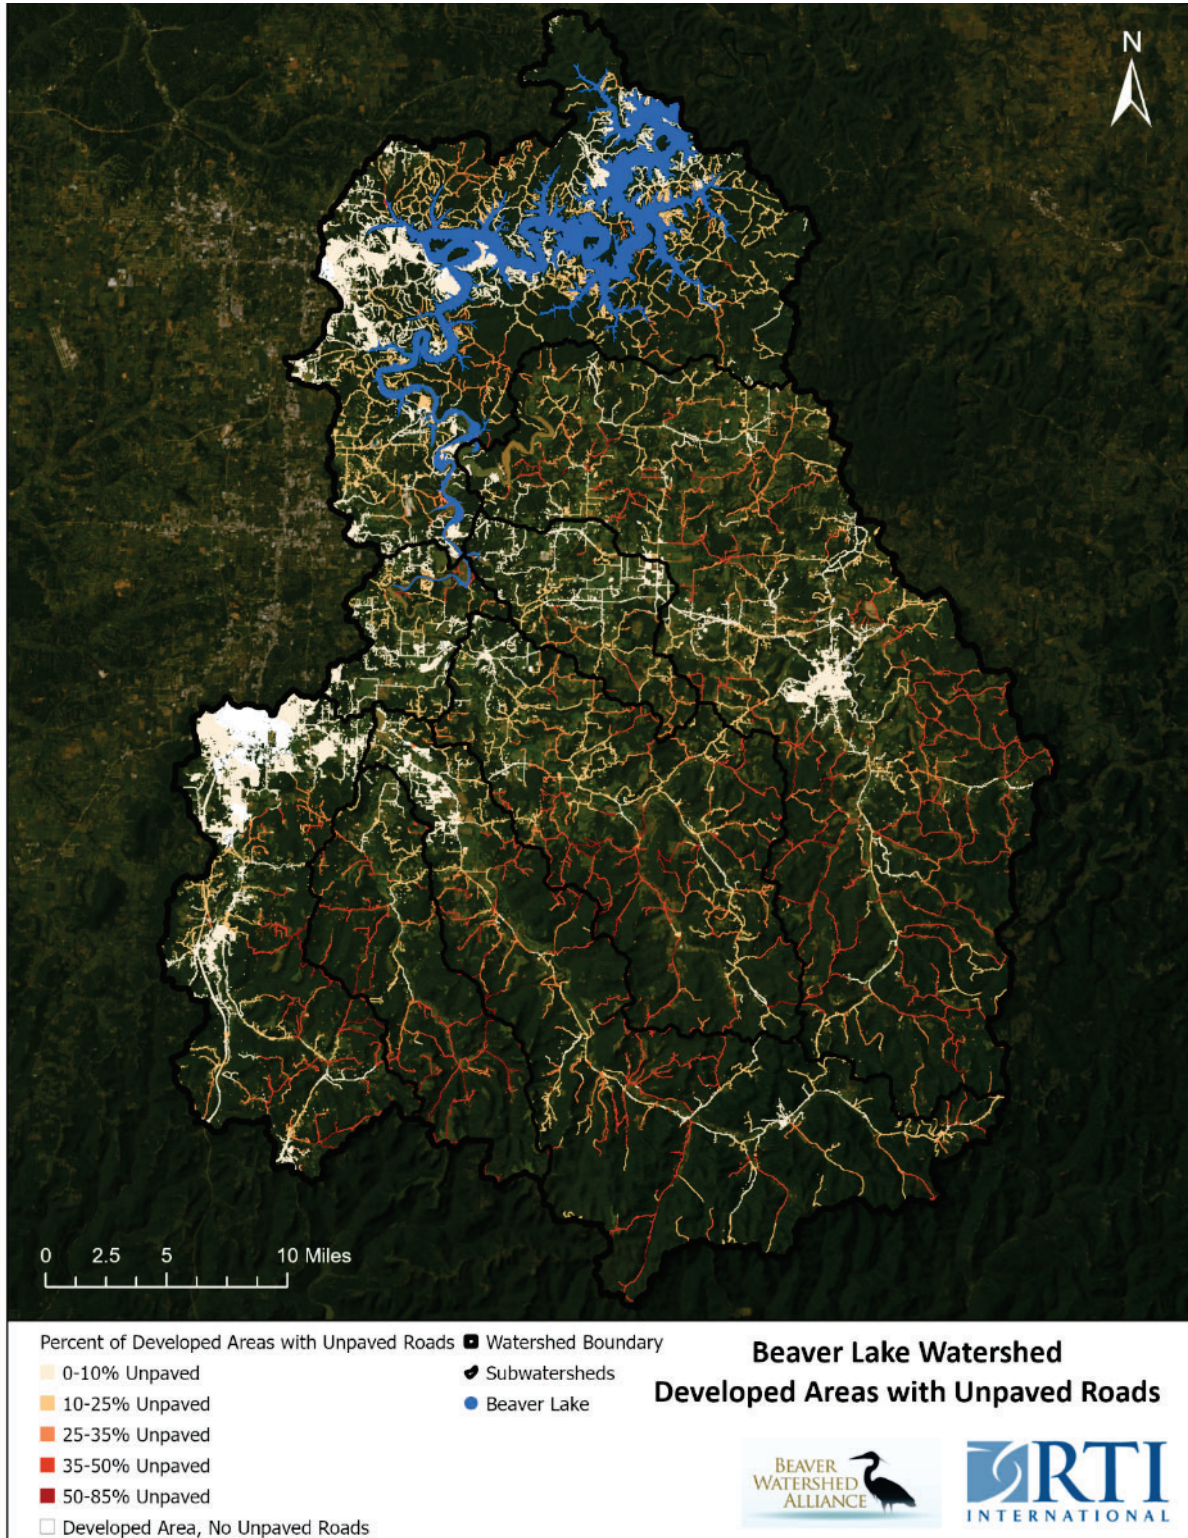 N
0 2.5 5 10 Miles
Percent of Developed Areas with Unpaved Roads
0-10% Unpaved
10-25% Unpaved
25-35% Unpaved
35-50% Unpaved
50-85% Unpaved
Developed Area, No Unpaved Roads
Watershed Boundary
Subwatersheds
Beaver Lake
Beaver Lake Watershed
Developed Areas with Unpaved Roads
BEAVER
WATERSHED
ALLIANCE
RTI
INTERNATIONAL